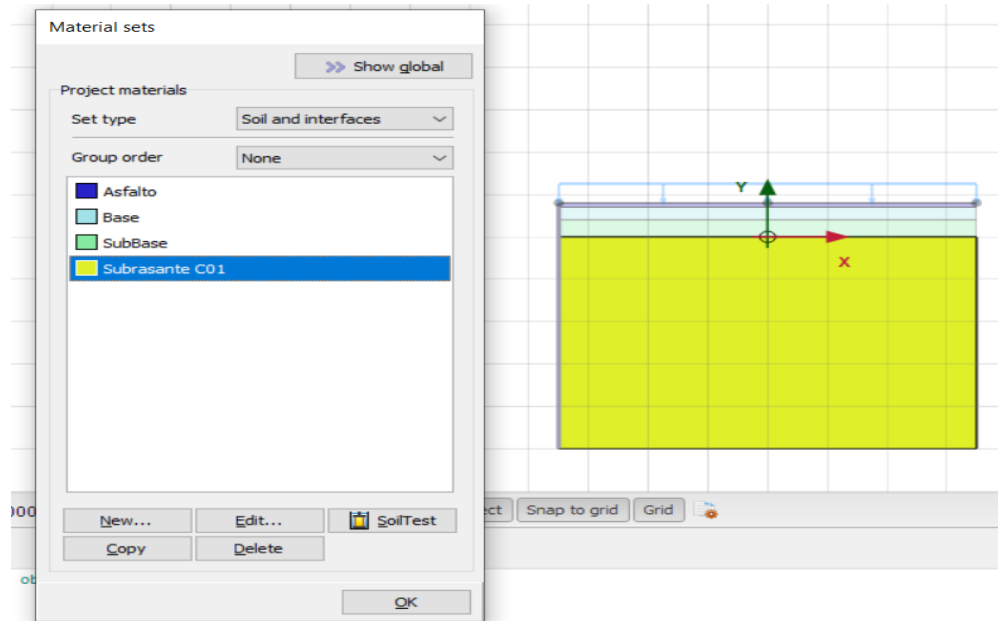 Material sets
Show global
Project materials
Set type Soil and interfaces
Group order None
Asfalto
Base
SubBase
Subrasante C01
New... Edit... SoilTest
Copy Delete
OK
Y
X
Snap to grid Grid